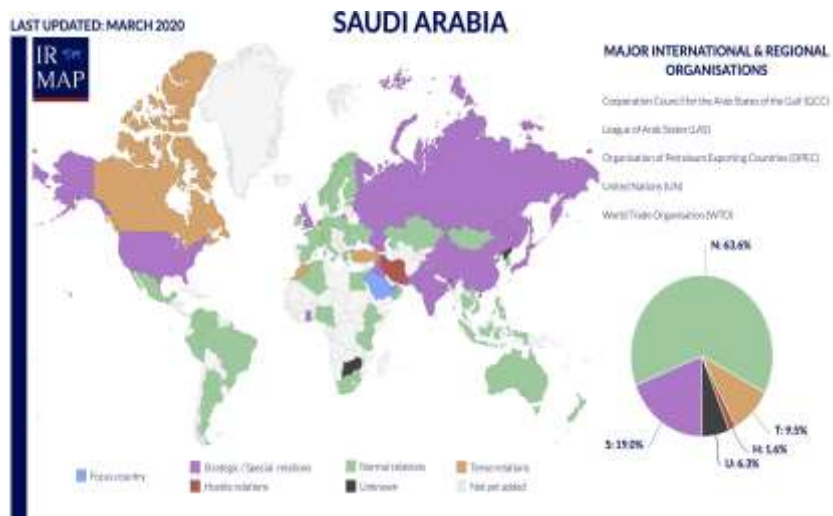 LAST UPDATED: MARCH 2020
SAUDI ARABIA
IR
MAP
MAJOR INTERNATIONAL & REGIONAL
ORGANISATIONS
Cooperation Council for the Arab States of the Gulf (GCC)
League of Arab States (LAS)
Organisation of Petroleum Exporting Countries (OPEC)
United Nations (UN)
World Trade Organisation (WTO)
N: 63.6%
T: 9.5%
H: 1.6%
U: 6.3%
S: 19.0%
Focus country
Strategic / Special relations
Hostile relations
Normal relations
Unknown
Tense relations
Not yet added